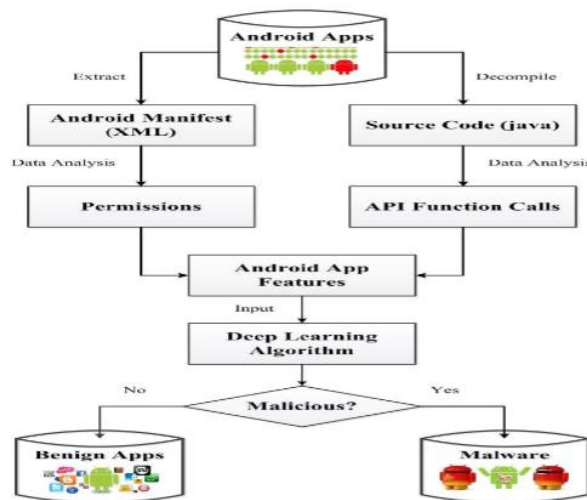 Android Apps
Extract
Decompile
Android Manifest
(XML)
Source Code (java)
Data Analysis
Data Analysis
Permissions
API Function Calls
Android App
Features
Input
Deep Learning
Algorithm
No
Yes
Malicious?
Benign Apps
Malware